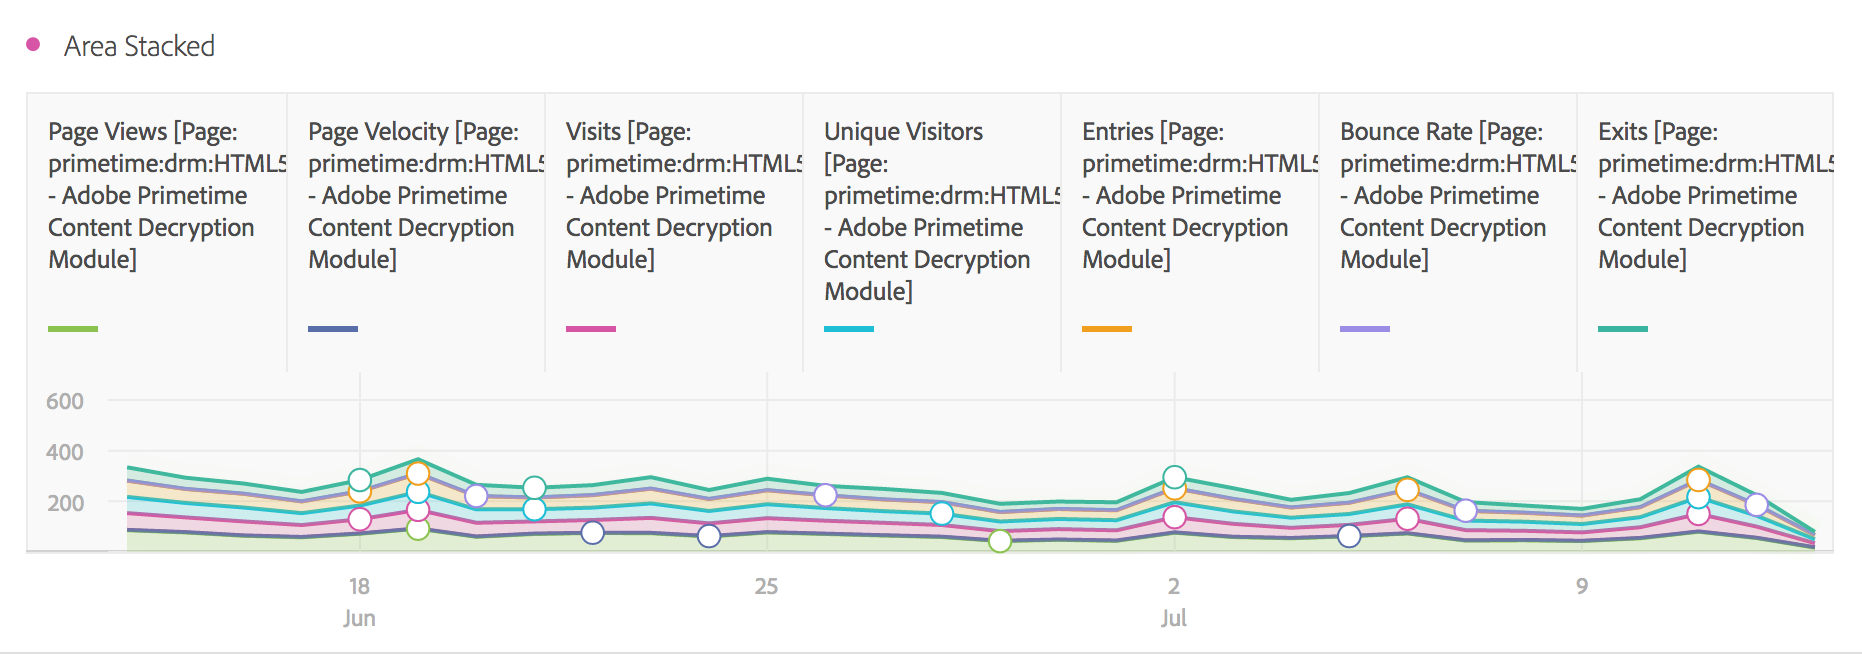 Area Stacked
Page Views [Page:
primetime:drm:HTML5
- Adobe Primetime
Content Decryption
Module]
Page Velocity [Page:
primetime:drm:HTML5
- Adobe Primetime
Content Decryption
Module]
Visits [Page:
primetime:drm:HTML5
- Adobe Primetime
Content Decryption
Module]
Unique Visitors
[Page:
primetime:drm:HTML5
- Adobe Primetime
Content Decryption
Module]
Entries [Page:
primetime:drm:HTML5
- Adobe Primetime
Content Decryption
Module]
Bounce Rate [Page:
primetime:drm:HTML5
- Adobe Primetime
Content Decryption
Module]
Exits [Page:
primetime:drm:HTML5
- Adobe Primetime
Content Decryption
Module]
600
400
200
18 25 2 9
Jun Jul